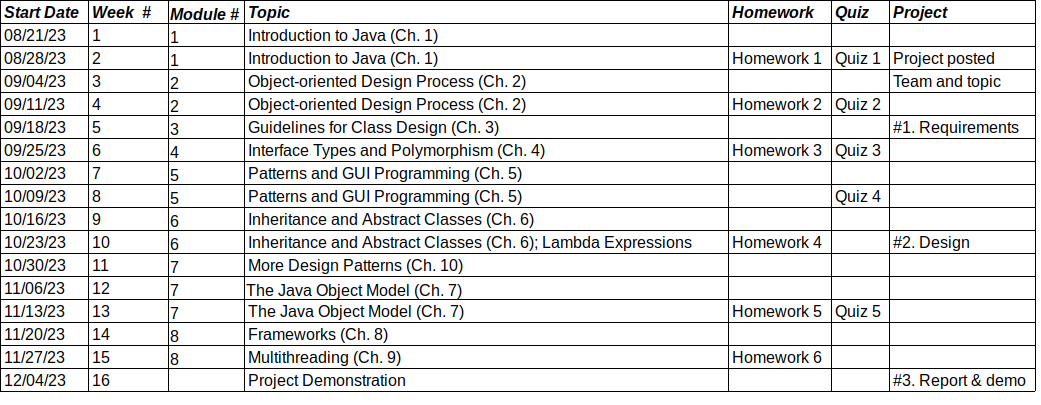 Start Date Week # Module # Topic Homework Quiz Project
08/21/23 1 1 Introduction to Java (Ch. 1)
08/28/23 2 1 Introduction to Java (Ch. 1) Homework 1 Quiz 1 Project posted
09/04/23 3 2 Object-oriented Design Process (Ch. 2) Team and topic
09/11/23 4 2 Object-oriented Design Process (Ch. 2) Homework 2 Quiz 2
09/18/23 5 3 Guidelines for Class Design (Ch. 3) #1. Requirements
09/25/23 6 4 Interface Types and Polymorphism (Ch. 4) Homework 3 Quiz 3
10/02/23 7 5 Patterns and GUI Programming (Ch. 5)
10/09/23 8 5 Patterns and GUI Programming (Ch. 5) Quiz 4
10/16/23 9 6 Inheritance and Abstract Classes (Ch. 6)
10/23/23 10 6 Inheritance and Abstract Classes (Ch. 6); Lambda Expressions Homework 4 #2. Design
10/30/23 11 7 More Design Patterns (Ch. 10)
11/06/23 12 7 The Java Object Model (Ch. 7)
11/13/23 13 7 The Java Object Model (Ch. 7) Homework 5 Quiz 5
11/20/23 14 8 Frameworks (Ch. 8)
11/27/23 15 8 Multithreading (Ch. 9) Homework 6
12/04/23 16 Project Demonstration #3. Report & demo